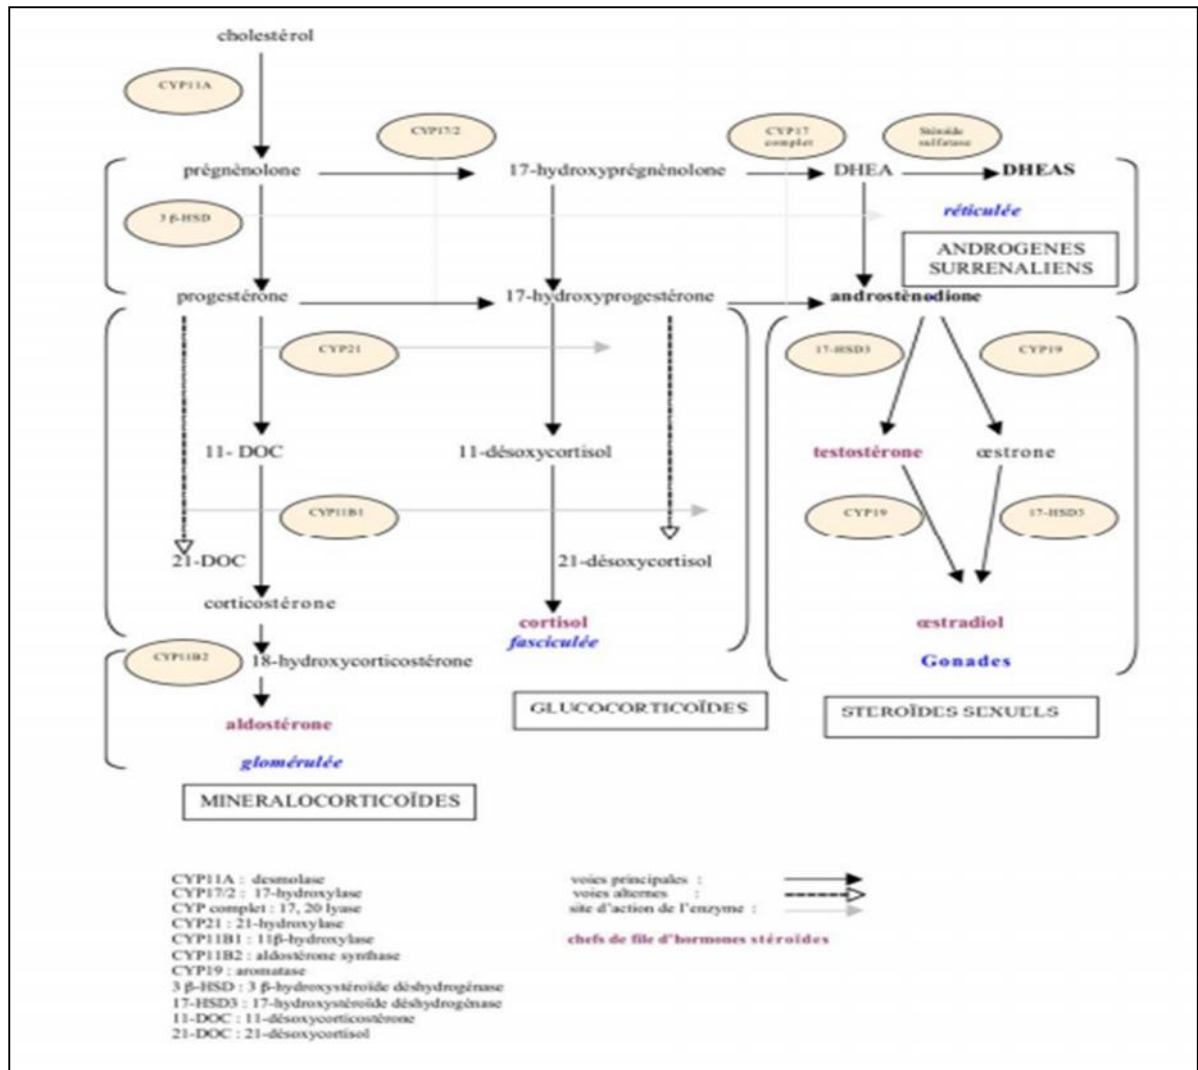 cholestérol
CYP11A
CYP17/2
CYP17
complet
Stéroïde
sulfatase
prégnènolone
17-hydroxyprégnènolone
DHEA
DHEAS
3 β-HSD
réticulée
ANDROGENES
SURRENALIENS
progestérone
17-hydroxyprogestérone
androstènodione
CYP21
17-HSD3
CYP19
11- DOC
11-désoxycortisol
testostérone
œstrone
CYP11B1
CYP19
17-HSD3
21-DOC
21-désoxycortisol
corticostérone
cortisol
fasciculée
œstradiol
CYP11B2
18-hydroxycorticostérone
Gonades
GLUCOCORTICOÏDES
STEROÏDES SEXUELS
aldostérone
glomérulée
MINERALOCORTICOÏDES
CYP11A : desmolase
CYP17/2 : 17-hydroxylase
CYP complet : 17, 20 lyase
CYP21 : 21-hydroxylase
CYP11B1 : 11β-hydroxylase
CYP11B2 : aldostérone synthase
CYP19 : aromatase
3 β-HSD : 3 β-hydroxystéroïde déshydrogénase
17-HSD3 : 17-hydroxystéroïde déshydrogénase
11-DOC : 11-désoxycorticostérone
21-DOC : 21-désoxycortisol
voies principales :
voies alternes :
site d'action de l'enzyme :
chefs de file d'hormones stéroïdes